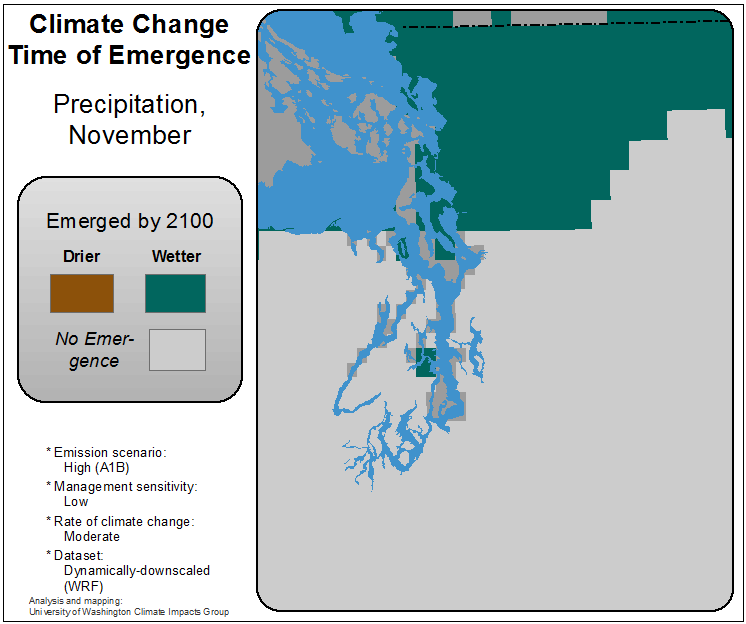 Climate Change
Time of Emergence
Precipitation,
November
Emerged by 2100
Drier Wetter
No Emer-
gence
* Emission scenario:
High (A1B)
* Management sensitivity:
Low
* Rate of climate change:
Moderate
* Dataset:
Dynamically-downscaled
(WRF)
Analysis and mapping:
University of Washington Climate Impacts Group